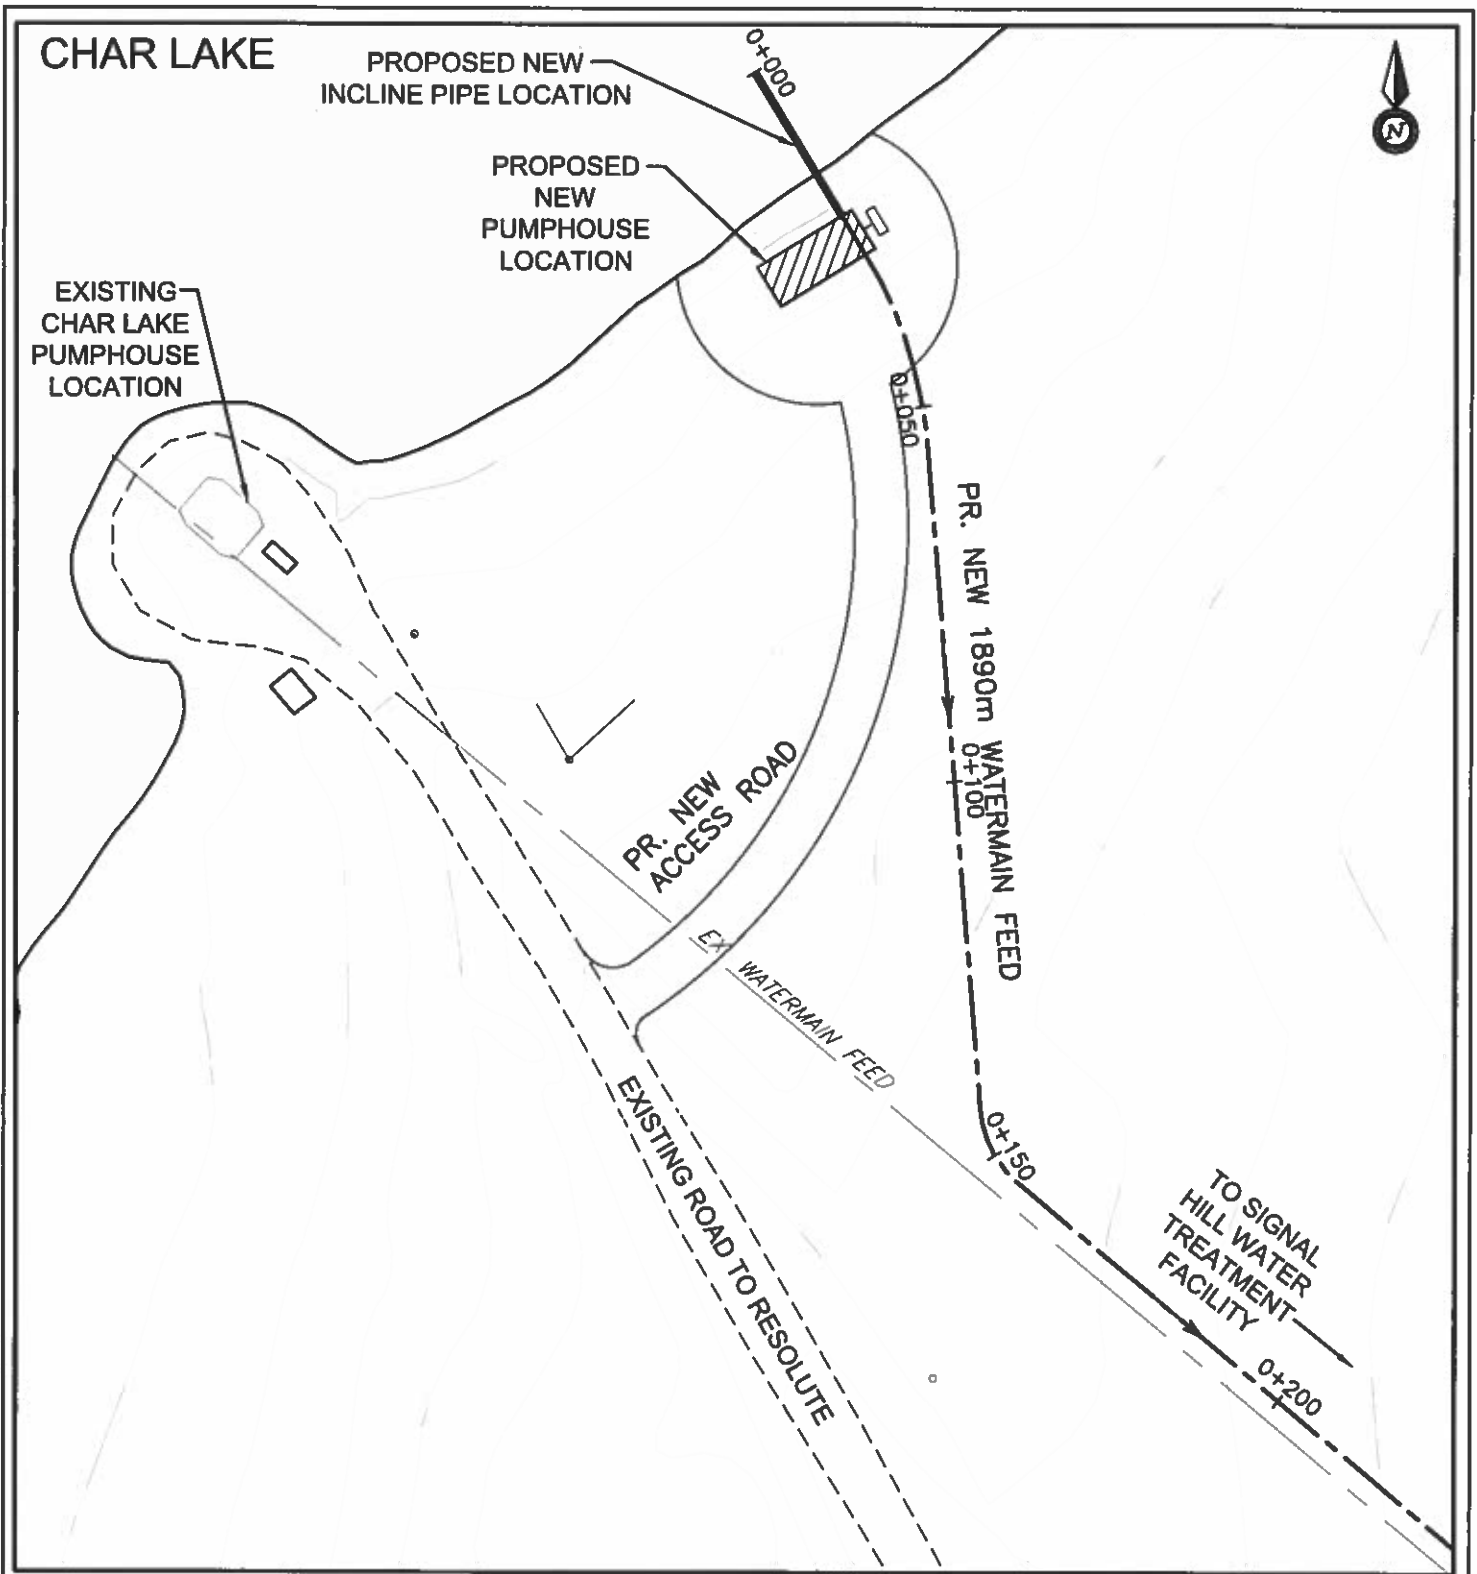 CHAR LAKE
PROPOSED NEW
INCLINE PIPE LOCATION
0+000
N
PROPOSED
NEW
PUMPHOUSE
LOCATION
EXISTING
CHAR LAKE
PUMPHOUSE
LOCATION
0+050
PR. NEW 1890m WATERMAIN FEED
0+100
PR. NEW
ACCESS ROAD
EX WATERMAIN FEED
0+150
EXISTING ROAD TO RESOLUTE
TO SIGNAL
HILL WATER
TREATMENT
FACILITY
0+200